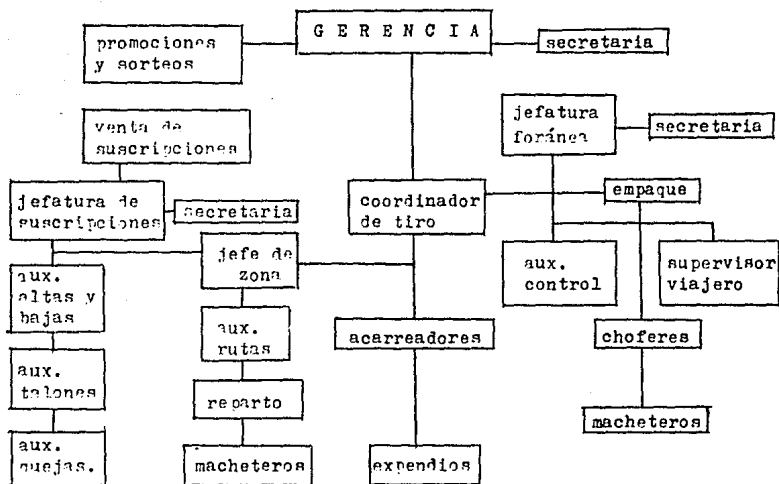 G E R E N C I A
promociones
y sorteos
secretaria
jefatura
foránea
secretaria
venta de
suscripciones
jefatura de
suscripciones
secretaria
coordinador
de tiro
empaque
jefe de
zona
aux.
control
supervisor
viajero
aux.
altas y
bajas
aux.
rutas
acarreadores
choferes
aux.
talones
reparto
macheteros
aux.
quejas.
macheteros
expendios